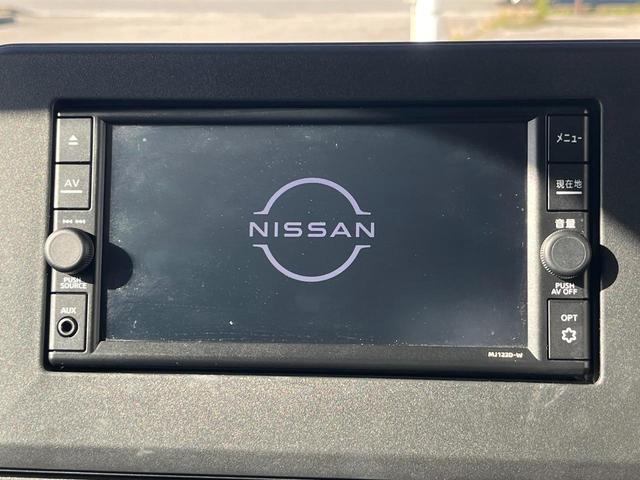 AV
PUSH
SOURCE
AUX
NISSAN
メニュー
現在地
音量
PUSH
AV OFF
OPT
MJ122D-W